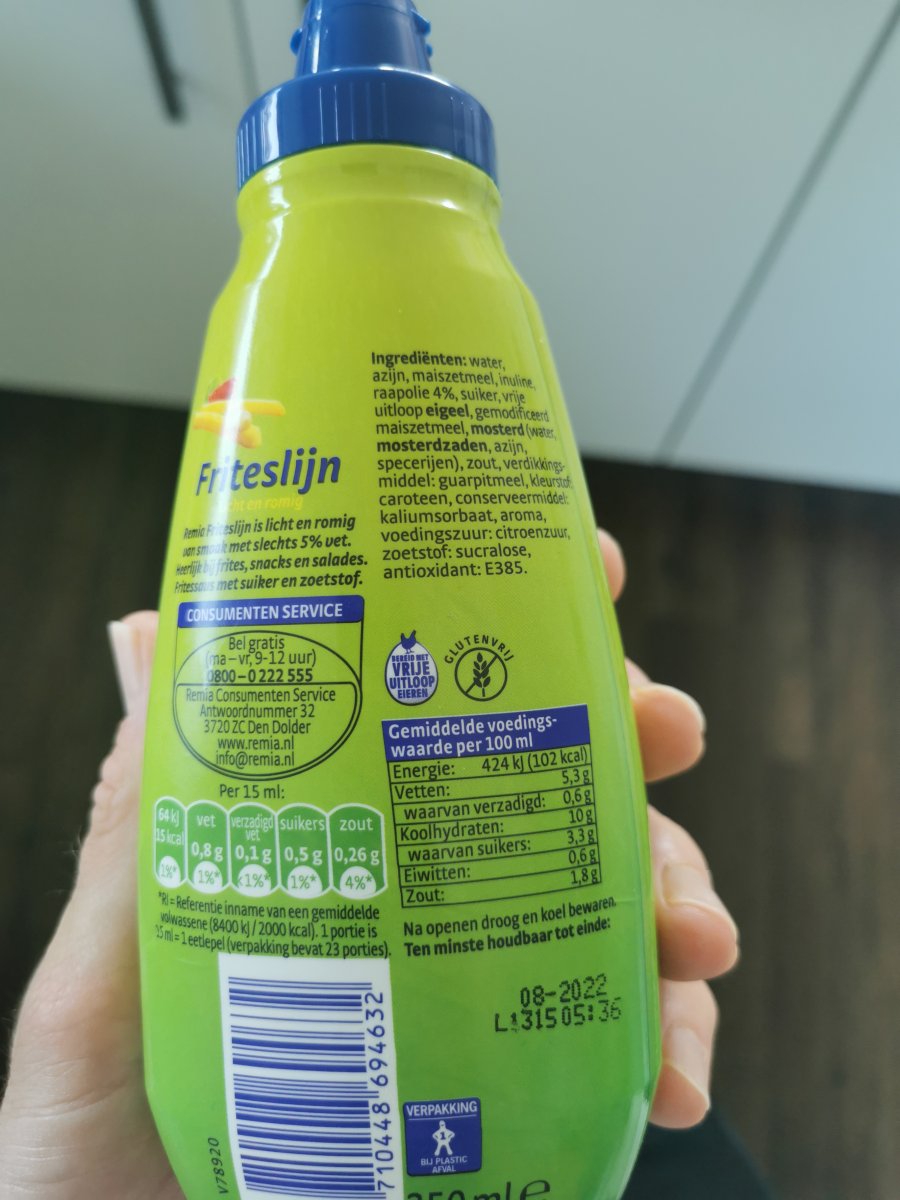 Ingrediënten: water,
azijn, maiszetmeel, inuline,
raapolie 4%, suiker, vrije
uitloop eigeel, gemodificeerd
maiszetmeel, mosterd (water,
mosterdzaden, azijn,
specerijen), zout, verdikkings-
middel: guarpitmeel, kleurstof:
caroteen, conserveermiddel:
kaliumsorbaat, aroma,
voedingszuur: citroenzuur,
zoetstof: sucralose,
antioxidant: E385.
Friteslijn
licht en romig
Remia Friteslijn is licht en romig
van smaak met slechts 5% vet.
Heerlijk bij frites, snacks en salades.
Fritessaus met suiker en zoetstof.
CONSUMENTEN SERVICE
Bel gratis
(ma – vr, 9-12 uur)
0800 – 0 222 555
Remia Consumenten Service
Antwoordnummer 32
3720 ZC Den Dolder
www.remia.nl
info@remia.nl
BEREID MET
VRIJE
UITLOOP
EIEREN
GLUTENVRIJ
Gemiddelde voedings-
waarde per 100 ml
Energie: 424 kJ (102 kcal)
Vetten: 5,3 g
waarvan verzadigd: 0,6 g
Koolhydraten: 10 g
waarvan suikers: 3,3 g
Eiwitten: 0,6 g
Zout: 1,8 g
Per 15 ml:
64 kJ
15 kcal
1%*
vet
0,8 g
1%*
verzadigd
vet
0,1 g
<1%*
suikers
0,5 g
1%*
zout
0,26 g
4%*
*RI = Referentie inname van een gemiddelde
volwassene (8400 kJ / 2000 kcal). 1 portie is
15 ml = 1 eetlepel (verpakking bevat 23 porties).
Na openen droog en koel bewaren.
Ten minste houdbaar tot einde:
08-2022
L1315 05:36
710448 694632
V78920
VERPAKKING
BIJ PLASTIC
AFVAL
350 ml e